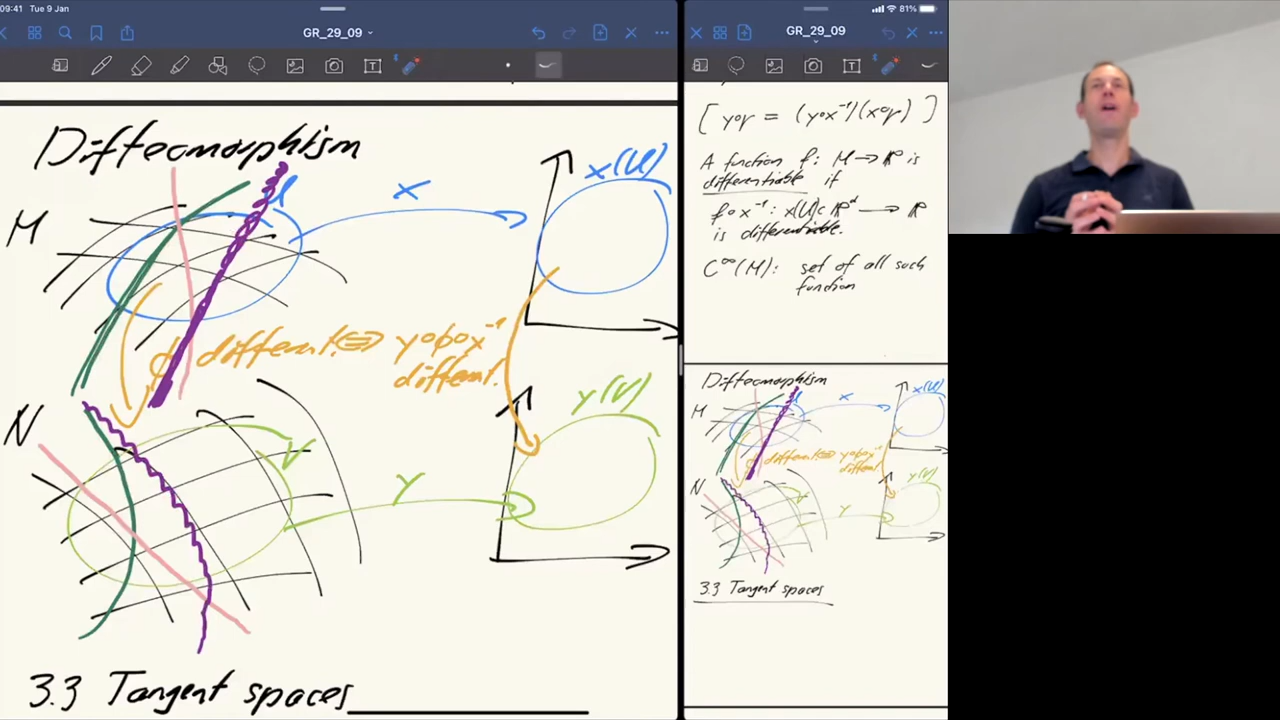 09:41 Tue 9 Jan
81%
GR_29_09
GR_29_09
Diffeomorphism
M
U
x
x(U)
ϕ different. ⇔ y∘ϕ∘x⁻¹
different.
N
V
y
y(V)
3.3 Tangent spaces
[ y∘γ = (y∘x⁻¹)(x∘γ) ]
A function f: M → ℝ is
differentiable if
f∘x⁻¹: x(U)⊂ℝᵈ → ℝ
is differentiable.
C∞(M): set of all such
function
Diffeomorphism
M
U
x
x(U)
ϕ different. ⇔ y∘ϕ∘x⁻¹
different.
N
V
y
y(V)
3.3 Tangent spaces